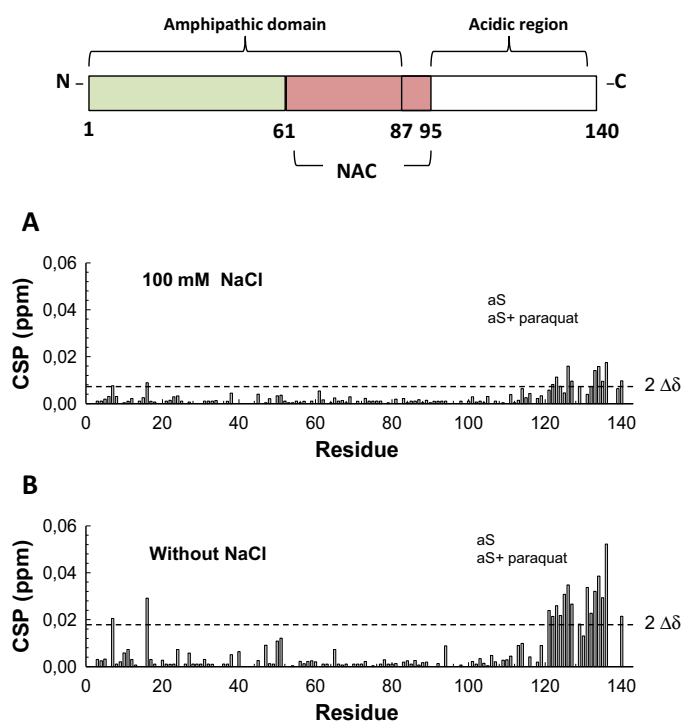 Amphipathic domain Acidic region
N – –C
1 61 87 95 140
NAC
A
0,06
0,04
0,02
0,00
CSP (ppm)
100 mM NaCl
aS
aS+ paraquat
2 Δδ
0 20 40 60 80 100 120 140
Residue
B
0,06
0,04
0,02
0,00
CSP (ppm)
Without NaCl
aS
aS+ paraquat
2 Δδ
0 20 40 60 80 100 120 140
Residue